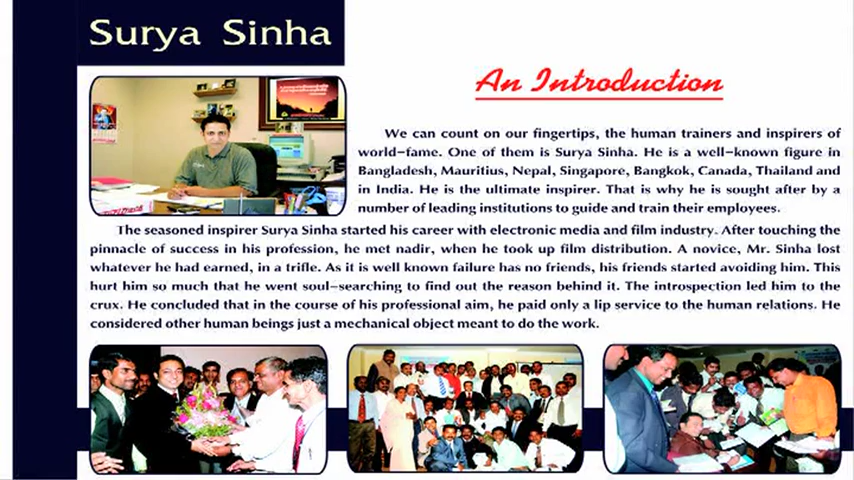 Surya Sinha
An Introduction
We can count on our fingertips, the human trainers and inspirers of
world–fame. One of them is Surya Sinha. He is a well–known figure in
Bangladesh, Mauritius, Nepal, Singapore, Bangkok, Canada, Thailand and
in India. He is the ultimate inspirer. That is why he is sought after by a
number of leading institutions to guide and train their employees.
The seasoned inspirer Surya Sinha started his career with electronic media and film industry. After touching the
pinnacle of success in his profession, he met nadir, when he took up film distribution. A novice, Mr. Sinha lost
whatever he had earned, in a trifle. As it is well known failure has no friends, his friends started avoiding him. This
hurt him so much that he went soul–searching to find out the reason behind it. The introspection led him to the
crux. He concluded that in the course of his professional aim, he paid only a lip service to the human relations. He
considered other human beings just a mechanical object meant to do the work.